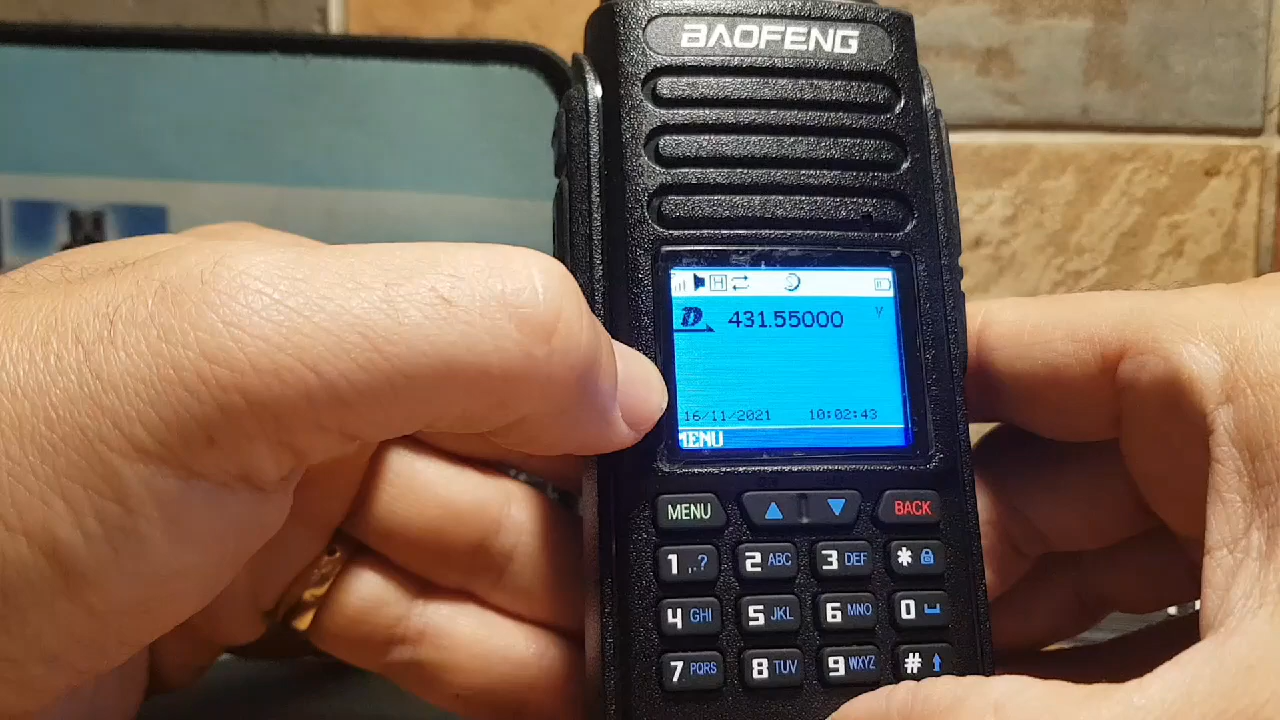 BAOFENG
H
D 431.55000 V
16/11/2021 10:02:43
MENU
MENU BACK
1 ,.? 2 ABC 3 DEF *
4 GHI 5 JKL 6 MNO 0
7 PQRS 8 TUV 9 WXYZ #